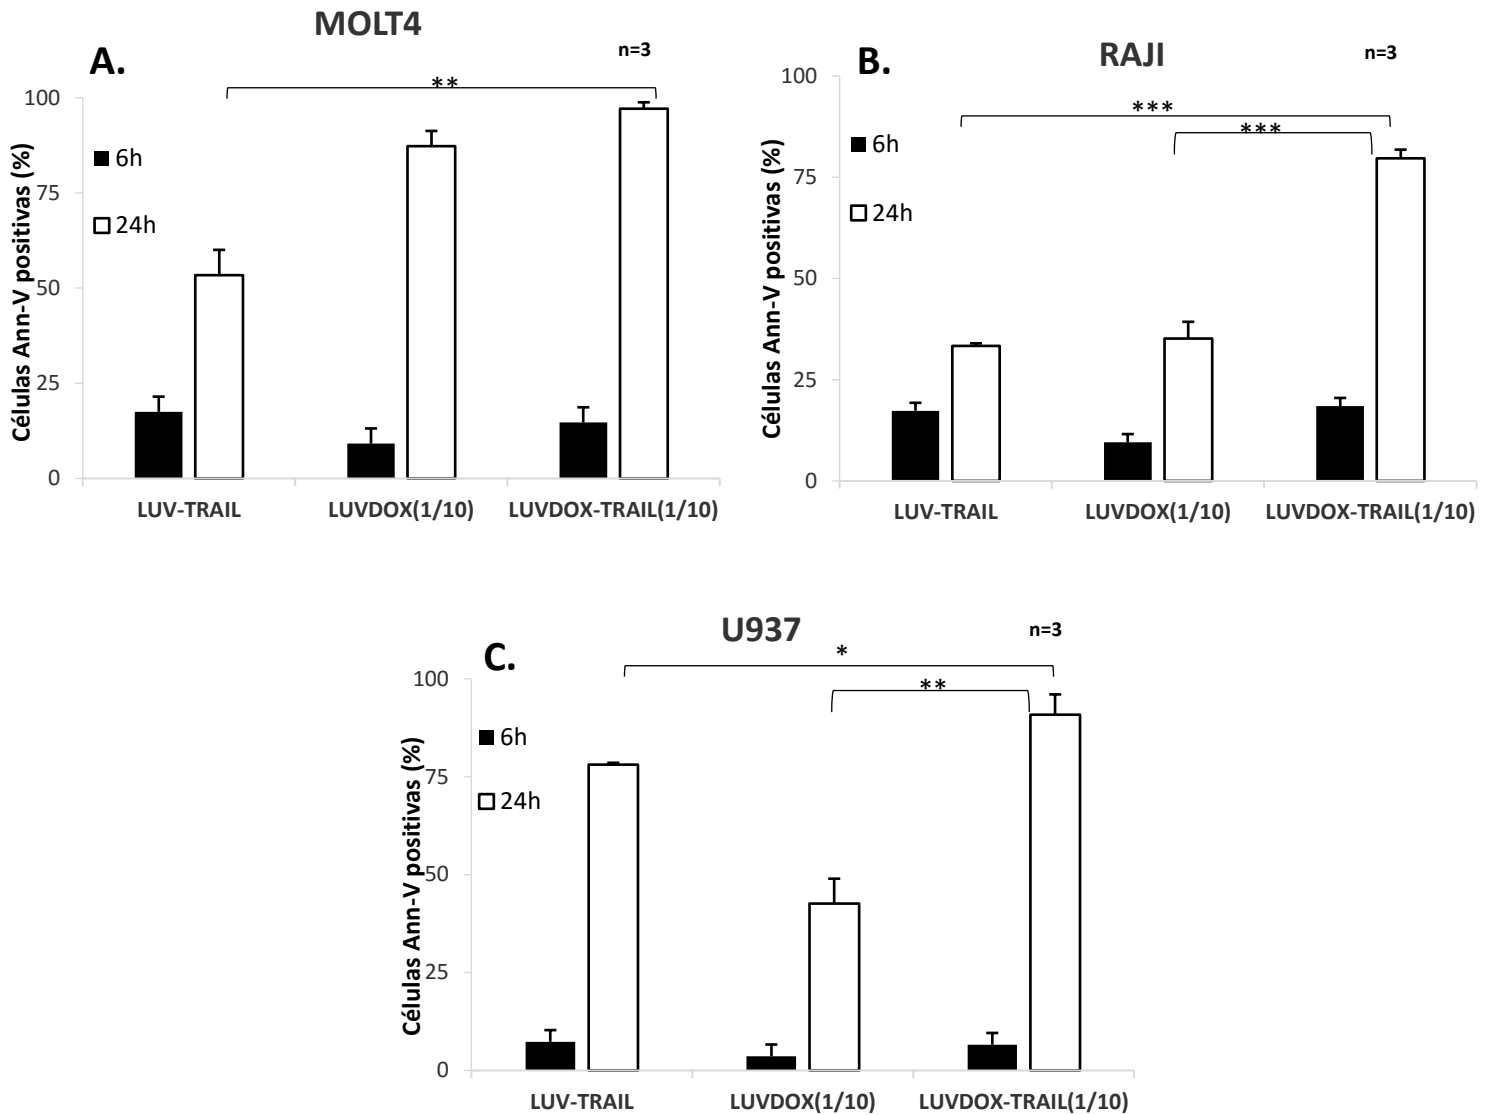 MOLT4
A.
n=3
**
100
75
50
25
0
Células Ann-V positivas (%)
6h
24h
LUV-TRAIL
LUVDOX(1/10)
LUVDOX-TRAIL(1/10)
RAJI
B.
n=3
***
***
100
75
50
25
0
Células Ann-V positivas (%)
6h
24h
LUV-TRAIL
LUVDOX(1/10)
LUVDOX-TRAIL(1/10)
U937
C.
n=3
*
**
100
75
50
25
0
Células Ann-V positivas (%)
6h
24h
LUV-TRAIL
LUVDOX(1/10)
LUVDOX-TRAIL(1/10)